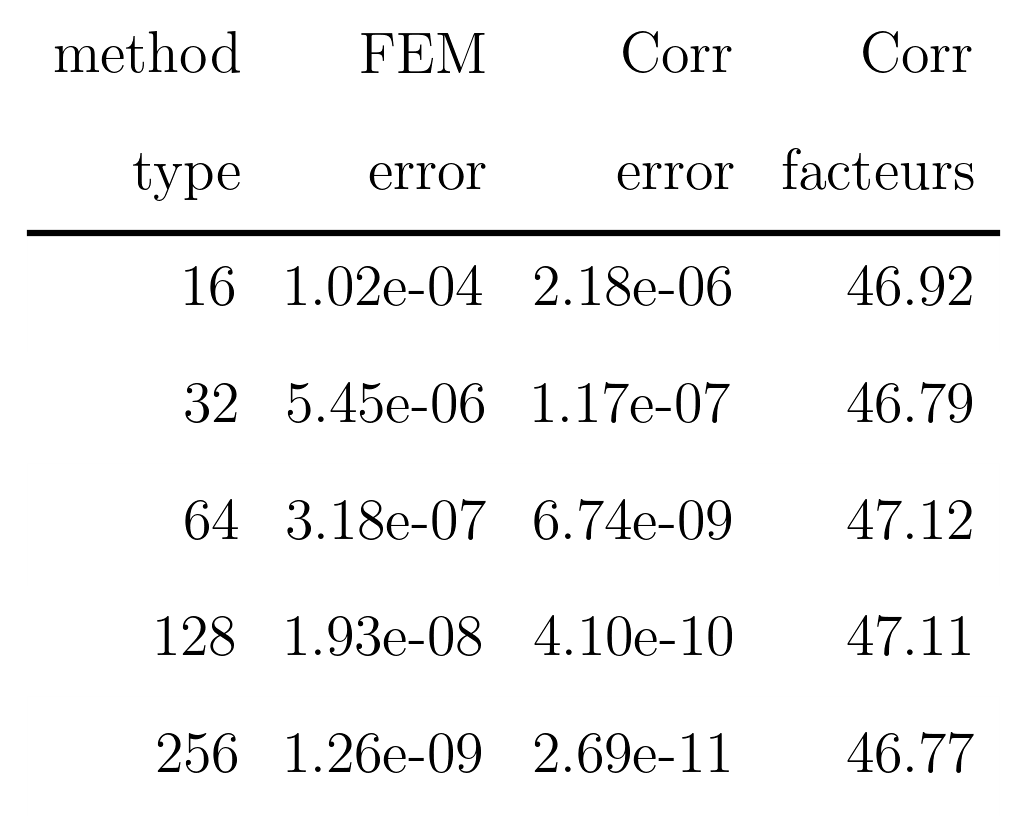 method FEM Corr Corr
type error error facteurs
16 1.02e-04 2.18e-06 46.92
32 5.45e-06 1.17e-07 46.79
64 3.18e-07 6.74e-09 47.12
128 1.93e-08 4.10e-10 47.11
256 1.26e-09 2.69e-11 46.77